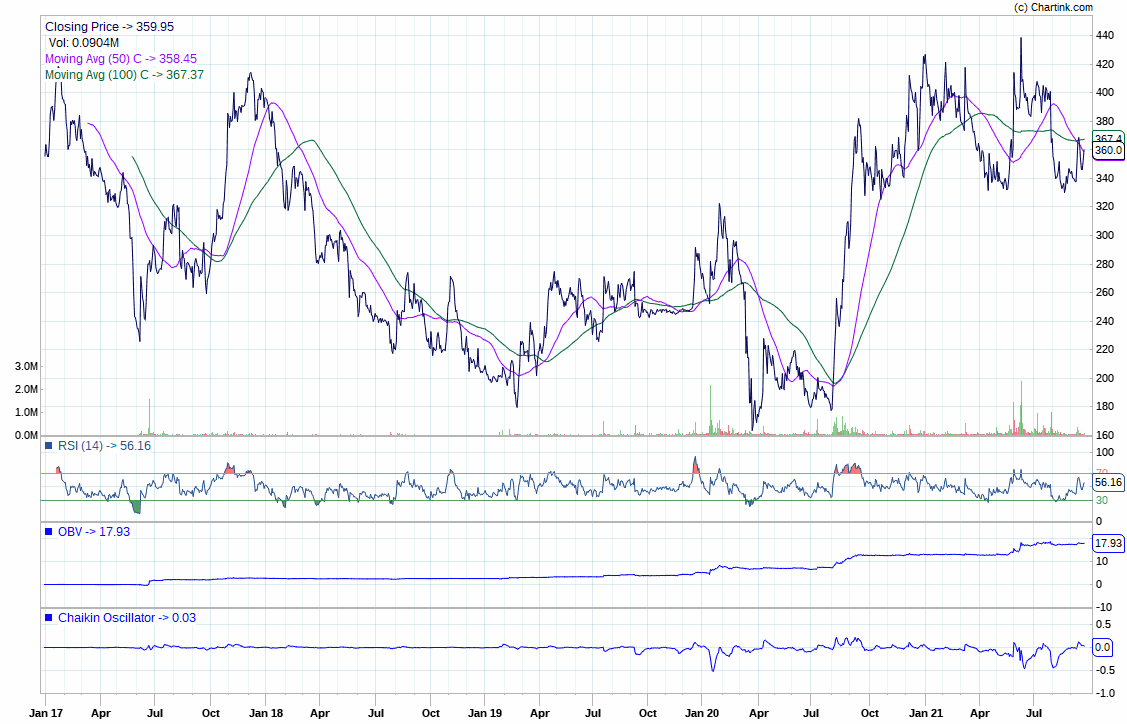 (c) Chartink.com
Closing Price -> 359.95
Vol: 0.0904M
Moving Avg (50) C -> 358.45
Moving Avg (100) C -> 367.37
440
420
400
380
367.4
360.0
340
320
300
280
260
240
220
200
180
160
3.0M
2.0M
1.0M
0.0M
RSI (14) -> 56.16
100
70
56.16
30
0
OBV -> 17.93
17.93
10
0
-10
Chaikin Oscillator -> 0.03
0.5
0.0
-0.5
-1.0
Jan 17 Apr Jul Oct Jan 18 Apr Jul Oct Jan 19 Apr Jul Oct Jan 20 Apr Jul Oct Jan 21 Apr Jul